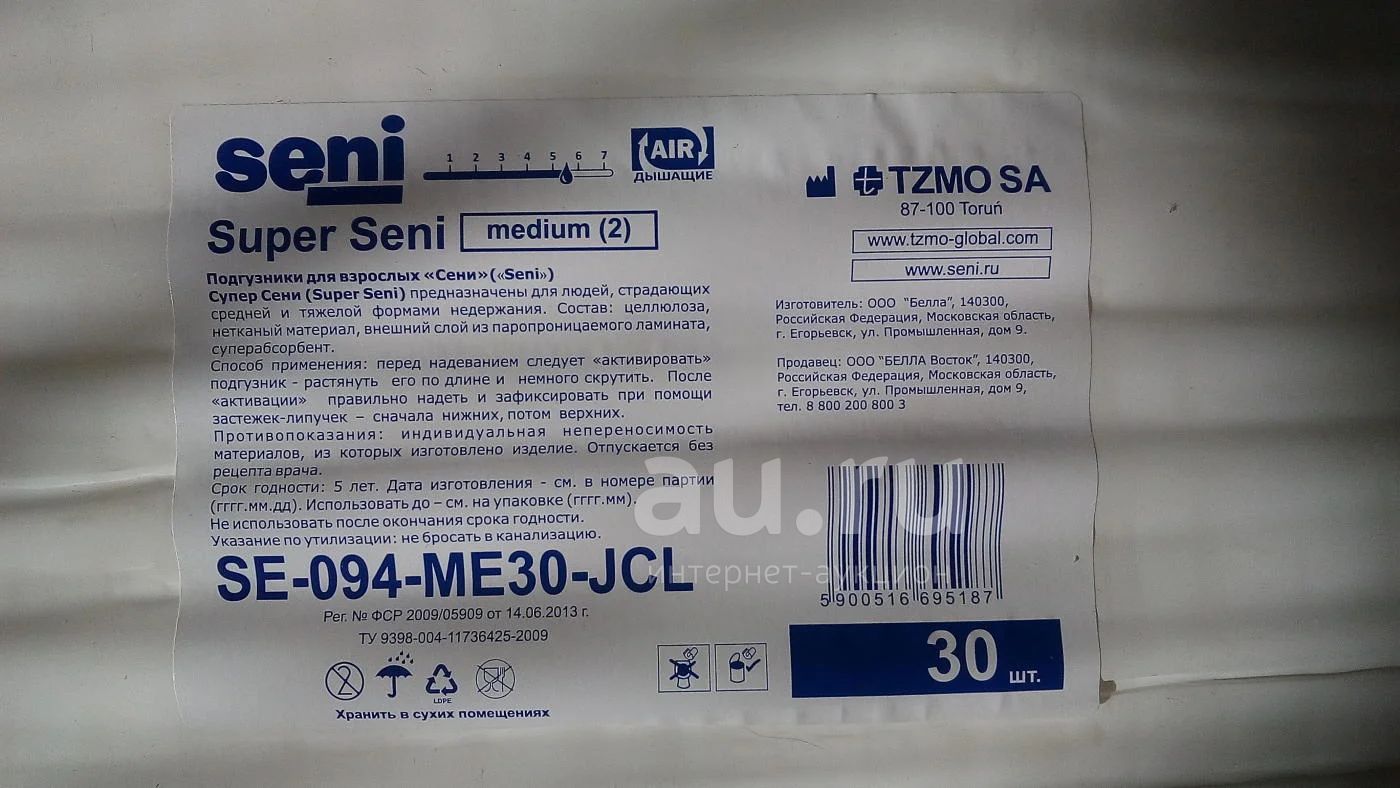 seni
1 2 3 4 5 6 7
AIR
ДЫШАЩИЕ
Super Seni medium (2)
Подгузники для взрослых «Сени» («Seni»)
Супер Сени (Super Seni) предназначены для людей, страдающих
средней и тяжелой формами недержания. Состав: целлюлоза,
нетканый материал, внешний слой из паропроницаемого ламината,
суперабсорбент.
Способ применения: перед надеванием следует «активировать»
подгузник - растянуть его по длине и немного скрутить. После
«активации» правильно надеть и зафиксировать при помощи
застежек-липучек – сначала нижних, потом верхних.
Противопоказания: индивидуальная непереносимость
материалов, из которых изготовлено изделие. Отпускается без
рецепта врача.
Срок годности: 5 лет. Дата изготовления - см. в номере партии
(гггг.мм.дд). Использовать до – см. на упаковке (гггг.мм).
Не использовать после окончания срока годности.
Указание по утилизации: не бросать в канализацию.
SE-094-ME30-JCL
Рег. № ФСР 2009/05909 от 14.06.2013 г.
ТУ 9398-004-11736425-2009
2
LDPE
Хранить в сухих помещениях
TZMO SA
87-100 Toruń
www.tzmo-global.com
www.seni.ru
Изготовитель: ООО "Белла", 140300,
Российская Федерация, Московская область,
г. Егорьевск, ул. Промышленная, дом 9.
Продавец: ООО "БЕЛЛА Восток", 140300,
Российская Федерация, Московская область,
г. Егорьевск, ул. Промышленная, дом 9,
тел. 8 800 200 800 3
au.ru
интернет-аукцион
5 900516 695187
30 шт.